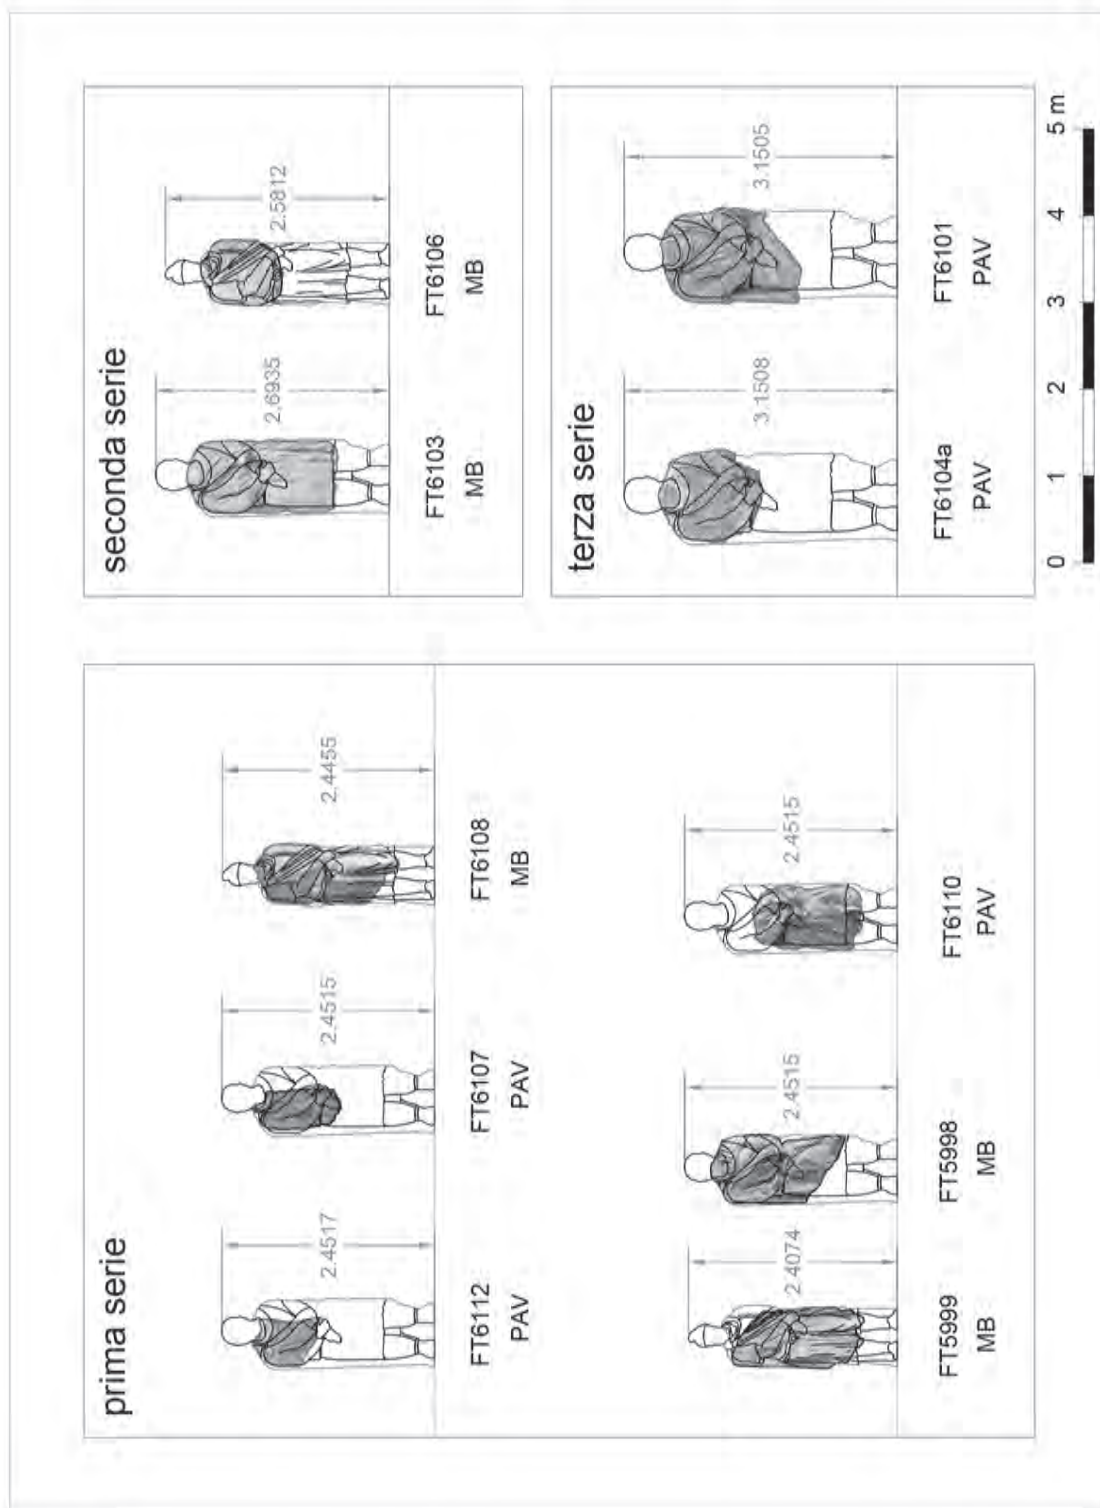 prima serie
2.4517
2.4515
2.4455
FT6112
FT6107
FT6108
PAV
PAV
MB
2.4074
2.4515
2.4515
FT5999
FT5998
FT6110
MB
MB
PAV
seconda serie
2.6935
2.5812
FT6103
FT6106
MB
MB
terza serie
3.1508
3.1505
FT6104a
FT6101
PAV
PAV
0 1 2 3 4 5 m